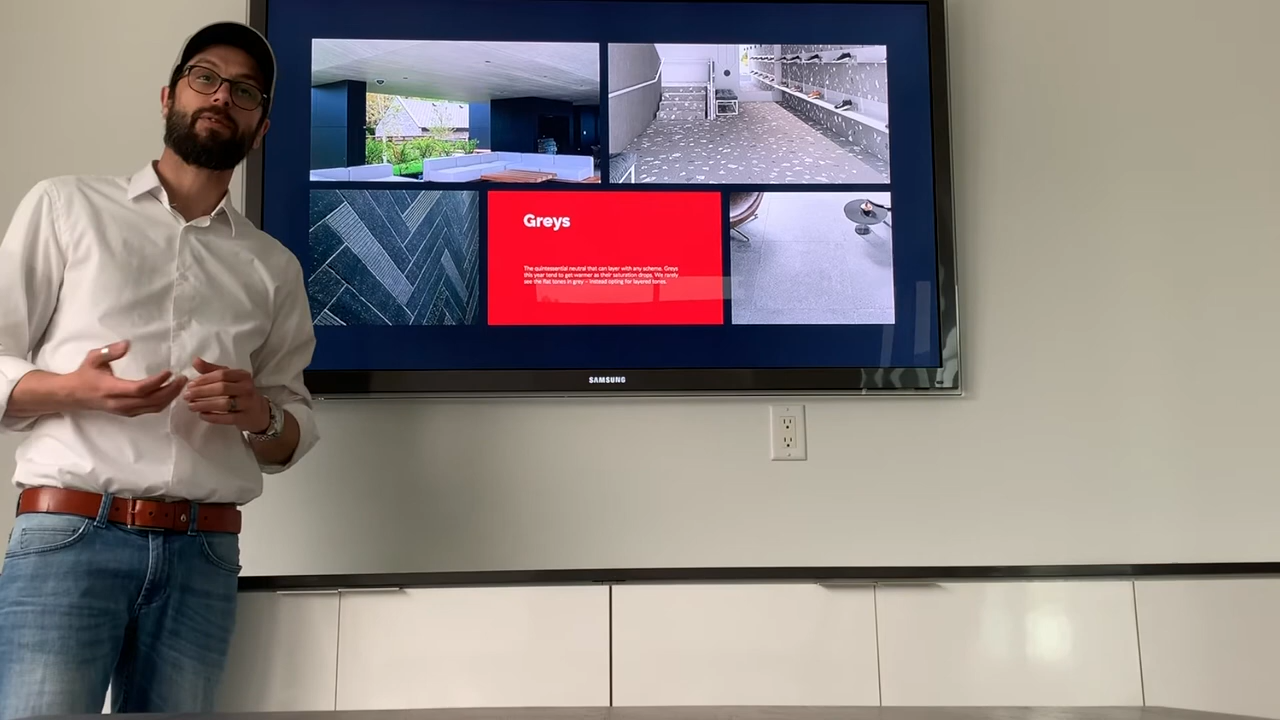 Greys
The quintessential neutral that can layer with any scheme. Greys
this year tend to get warmer as their saturation drops. We rarely
see the flat tones in grey - instead opting for layered tones.
SAMSUNG